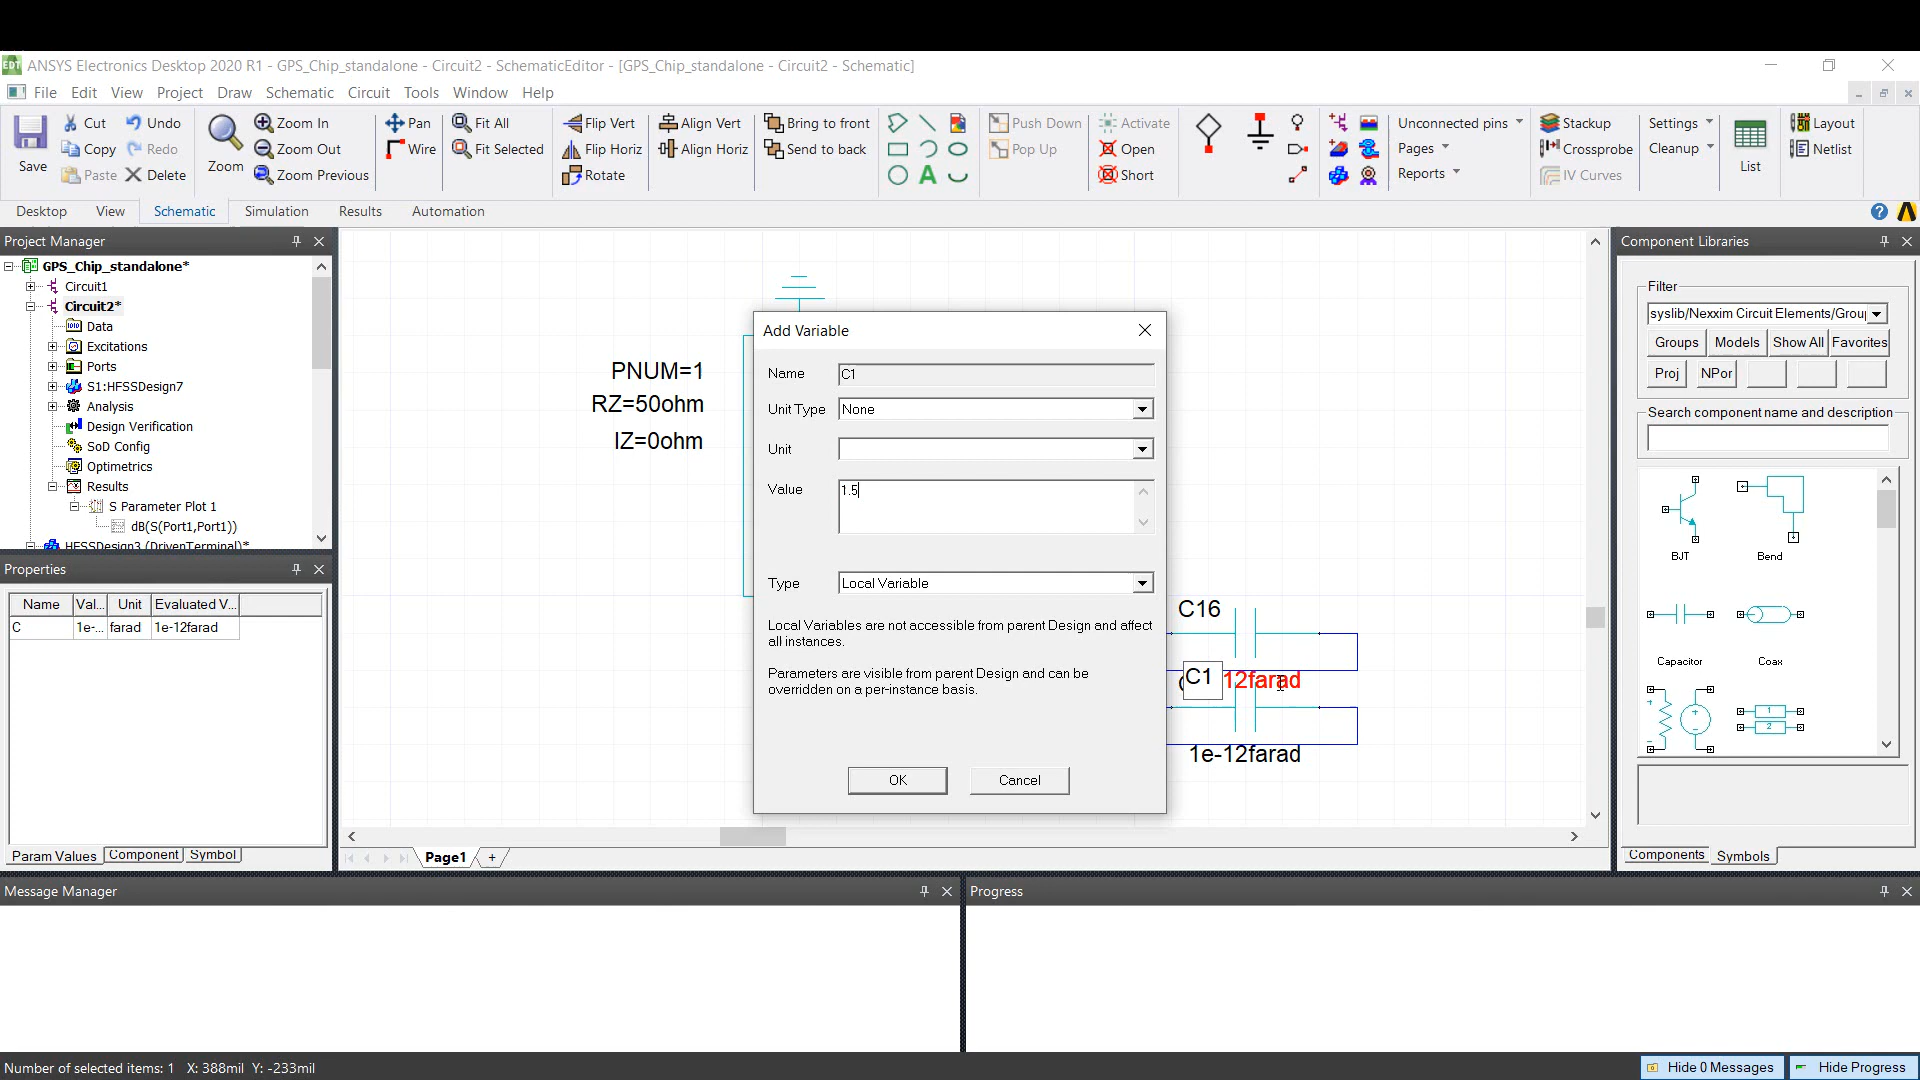 EDT ANSYS Electronics Desktop 2020 R1 - GPS_Chip_standalone - Circuit2 - SchematicEditor - [GPS_Chip_standalone - Circuit2 - Schematic]
File Edit View Project Draw Schematic Circuit Tools Window Help
Cut Undo Zoom In Pan Fit All Flip Vert Align Vert Bring to front Push Down Activate Unconnected pins Stackup Settings Layout
Copy Redo Zoom Out Wire Fit Selected Flip Horiz Align Horiz Send to back Pop Up Open Pages Crossprobe Cleanup Netlist
Save Paste Delete Zoom Zoom Previous Rotate Short Reports IV Curves List
Desktop View Schematic Simulation Results Automation
Project Manager
GPS_Chip_standalone*
Circuit1
Circuit2*
Data
Excitations
Ports
S1:HFSSDesign7
Analysis
Design Verification
SoD Config
Optimetrics
Results
S Parameter Plot 1
dB(S(Port1,Port1))
HFSSDesign3 (DrivenTerminal)*
Properties
Name Val... Unit Evaluated V...
C 1e-... farad 1e-12farad
Param Values Component Symbol
PNUM=1
RZ=50ohm
IZ=0ohm
Add Variable
Name C1
Unit Type None
Unit
Value 1.5
Type Local Variable
Local Variables are not accessible from parent Design and affect
all instances.
Parameters are visible from parent Design and can be
overridden on a per-instance basis.
OK Cancel
C16
C1 12farad
1e-12farad
Page1 +
Component Libraries
Filter
syslib/Nexxim Circuit Elements/Grou
Groups Models Show All Favorites
Proj NPor
Search component name and description
BJT Bend
Capacitor Coax
1
2
Components Symbols
Message Manager
Progress
Number of selected items: 1 X: 388mil Y: -233mil
Hide 0 Messages Hide Progress